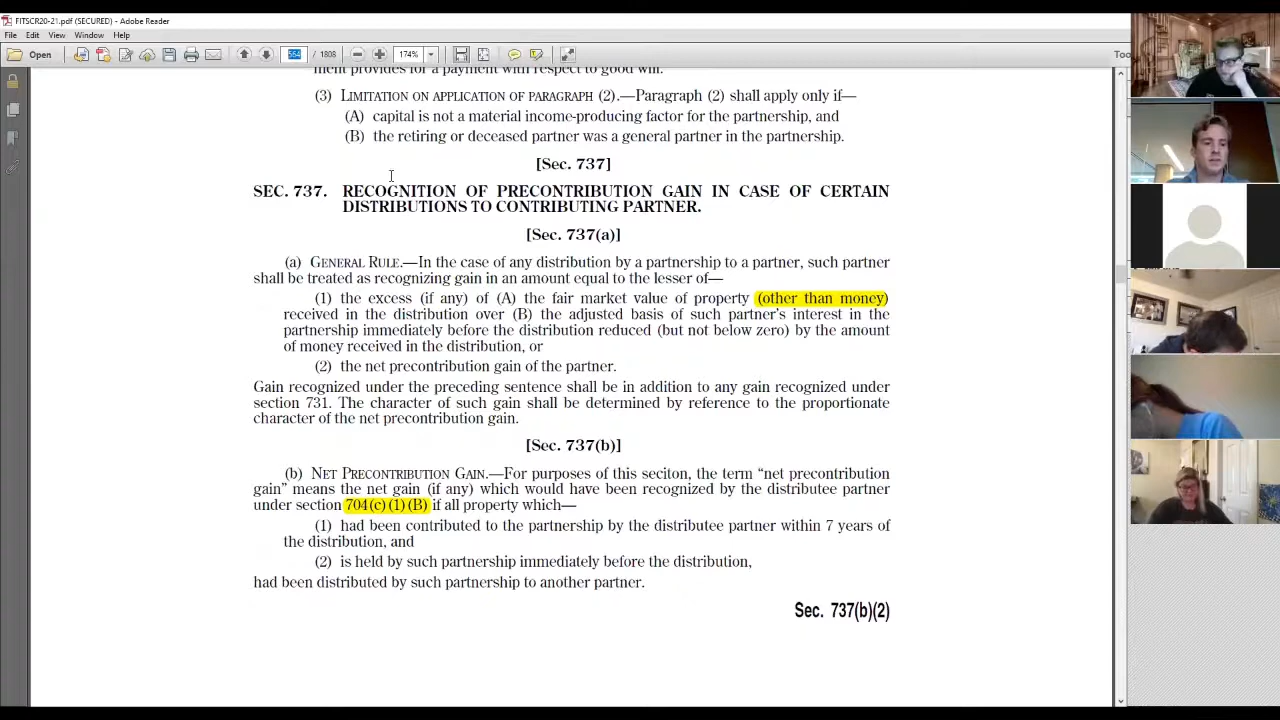 FITSCR20-21.pdf (SECURED) - Adobe Reader
File Edit View Window Help
Open 564 / 1808 174% Too
ment provides for a payment with respect to good will.
(3) LIMITATION ON APPLICATION OF PARAGRAPH (2).—Paragraph (2) shall apply only if—
(A) capital is not a material income-producing factor for the partnership, and
(B) the retiring or deceased partner was a general partner in the partnership.
[Sec. 737]
SEC. 737. RECOGNITION OF PRECONTRIBUTION GAIN IN CASE OF CERTAIN
DISTRIBUTIONS TO CONTRIBUTING PARTNER.
[Sec. 737(a)]
(a) GENERAL RULE.—In the case of any distribution by a partnership to a partner, such partner
shall be treated as recognizing gain in an amount equal to the lesser of—
(1) the excess (if any) of (A) the fair market value of property (other than money)
received in the distribution over (B) the adjusted basis of such partner's interest in the
partnership immediately before the distribution reduced (but not below zero) by the amount
of money received in the distribution, or
(2) the net precontribution gain of the partner.
Gain recognized under the preceding sentence shall be in addition to any gain recognized under
section 731. The character of such gain shall be determined by reference to the proportionate
character of the net precontribution gain.
[Sec. 737(b)]
(b) NET PRECONTRIBUTION GAIN.—For purposes of this seciton, the term “net precontribution
gain” means the net gain (if any) which would have been recognized by the distributee partner
under section 704(c)(1)(B) if all property which—
(1) had been contributed to the partnership by the distributee partner within 7 years of
the distribution, and
(2) is held by such partnership immediately before the distribution,
had been distributed by such partnership to another partner.
Sec. 737(b)(2)